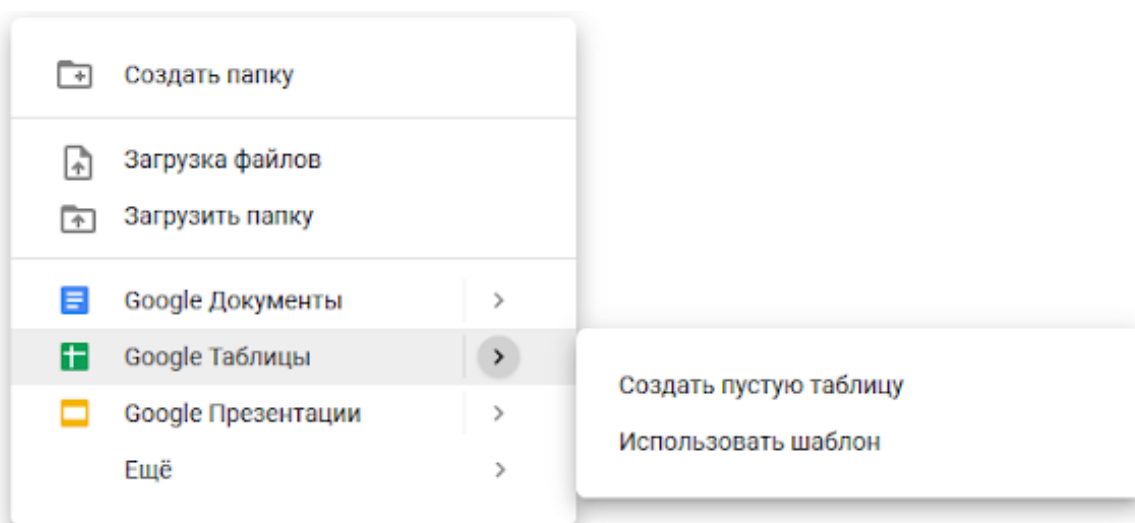 Создать папку
Загрузка файлов
Загрузить папку
Google Документы
Google Таблицы
Google Презентации
Ещё
Создать пустую таблицу
Использовать шаблон